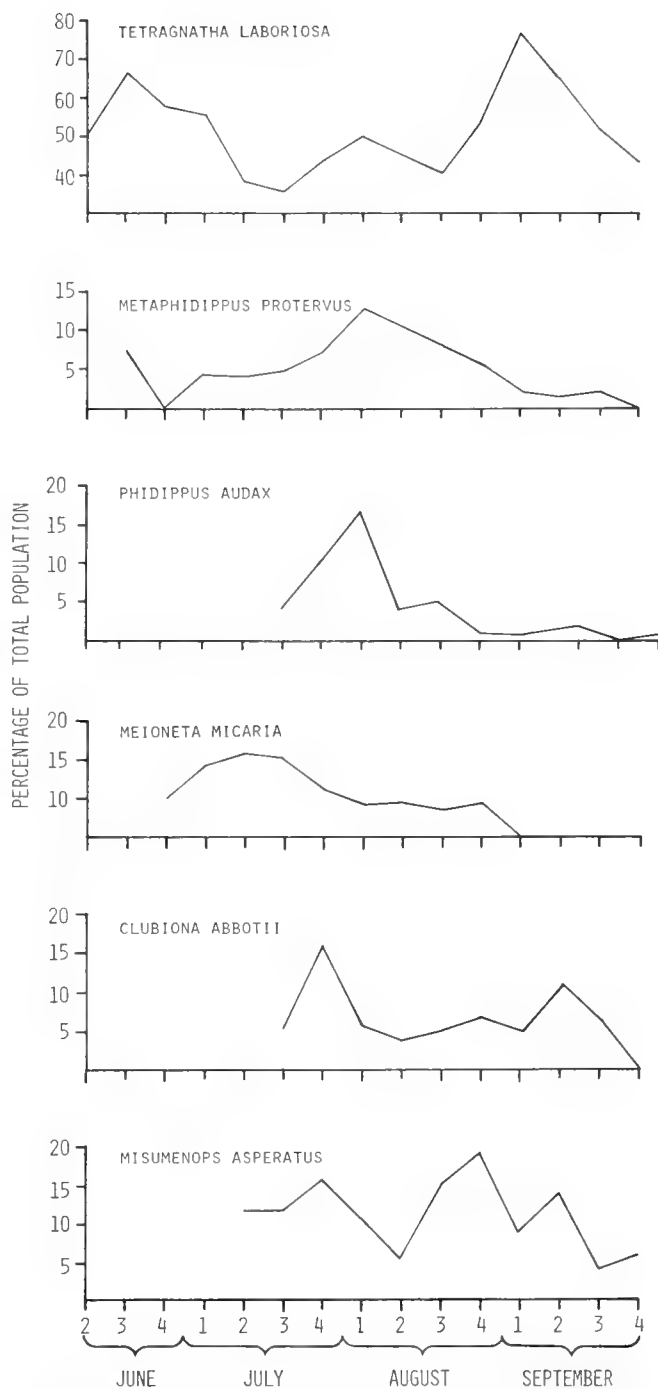 80
TETRAGNATHA LABORIOSA
70
60
50
40
15
METAPHIDIPPUS PROTERVUS
10
5
20
PHIDIPPUS AUDAX
15
10
5
20
MEIONETA MICARIA
15
10
20
CLUBIONA ABBOTII
15
10
5
20
MISUMENOPS ASPERATUS
15
10
5
PERCENTAGE OF TOTAL POPULATION
2 3 4 1 2 3 4 1 2 3 4 1 2 3 4
JUNE JULY AUGUST SEPTEMBER